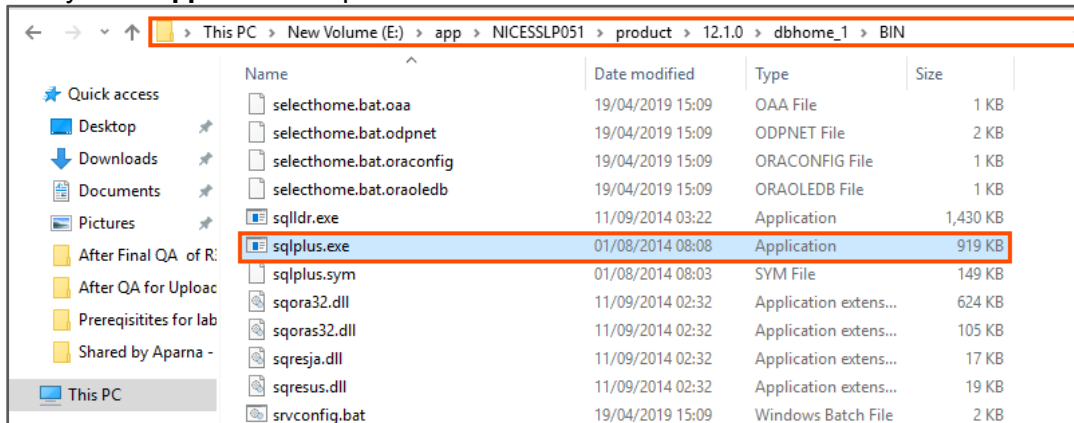 This PC > New Volume (E:) > app > NICESSLP051 > product > 12.1.0 > dbhome_1 > BIN
Name Date modified Type Size
Quick access
Desktop
Downloads
Documents
Pictures
After Final QA of R
After QA for Upload
Prereqisitites for lab
Shared by Aparna -
This PC
selecthome.bat.oaa 19/04/2019 15:09 OAA File 1 KB
selecthome.bat.odpnet 19/04/2019 15:09 ODPNET File 2 KB
selecthome.bat.oraconfig 19/04/2019 15:09 ORACONFIG File 1 KB
selecthome.bat.oraoledb 19/04/2019 15:09 ORAOLEDB File 1 KB
sqlldr.exe 11/09/2014 03:22 Application 1,430 KB
sqlplus.exe 01/08/2014 08:08 Application 919 KB
sqlplus.sym 01/08/2014 08:03 SYM File 149 KB
sqora32.dll 11/09/2014 02:32 Application extens... 624 KB
sqoras32.dll 11/09/2014 02:32 Application extens... 105 KB
sqresja.dll 11/09/2014 02:32 Application extens... 17 KB
sqresus.dll 11/09/2014 02:32 Application extens... 19 KB
srvconfig.bat 19/04/2019 15:09 Windows Batch File 2 KB